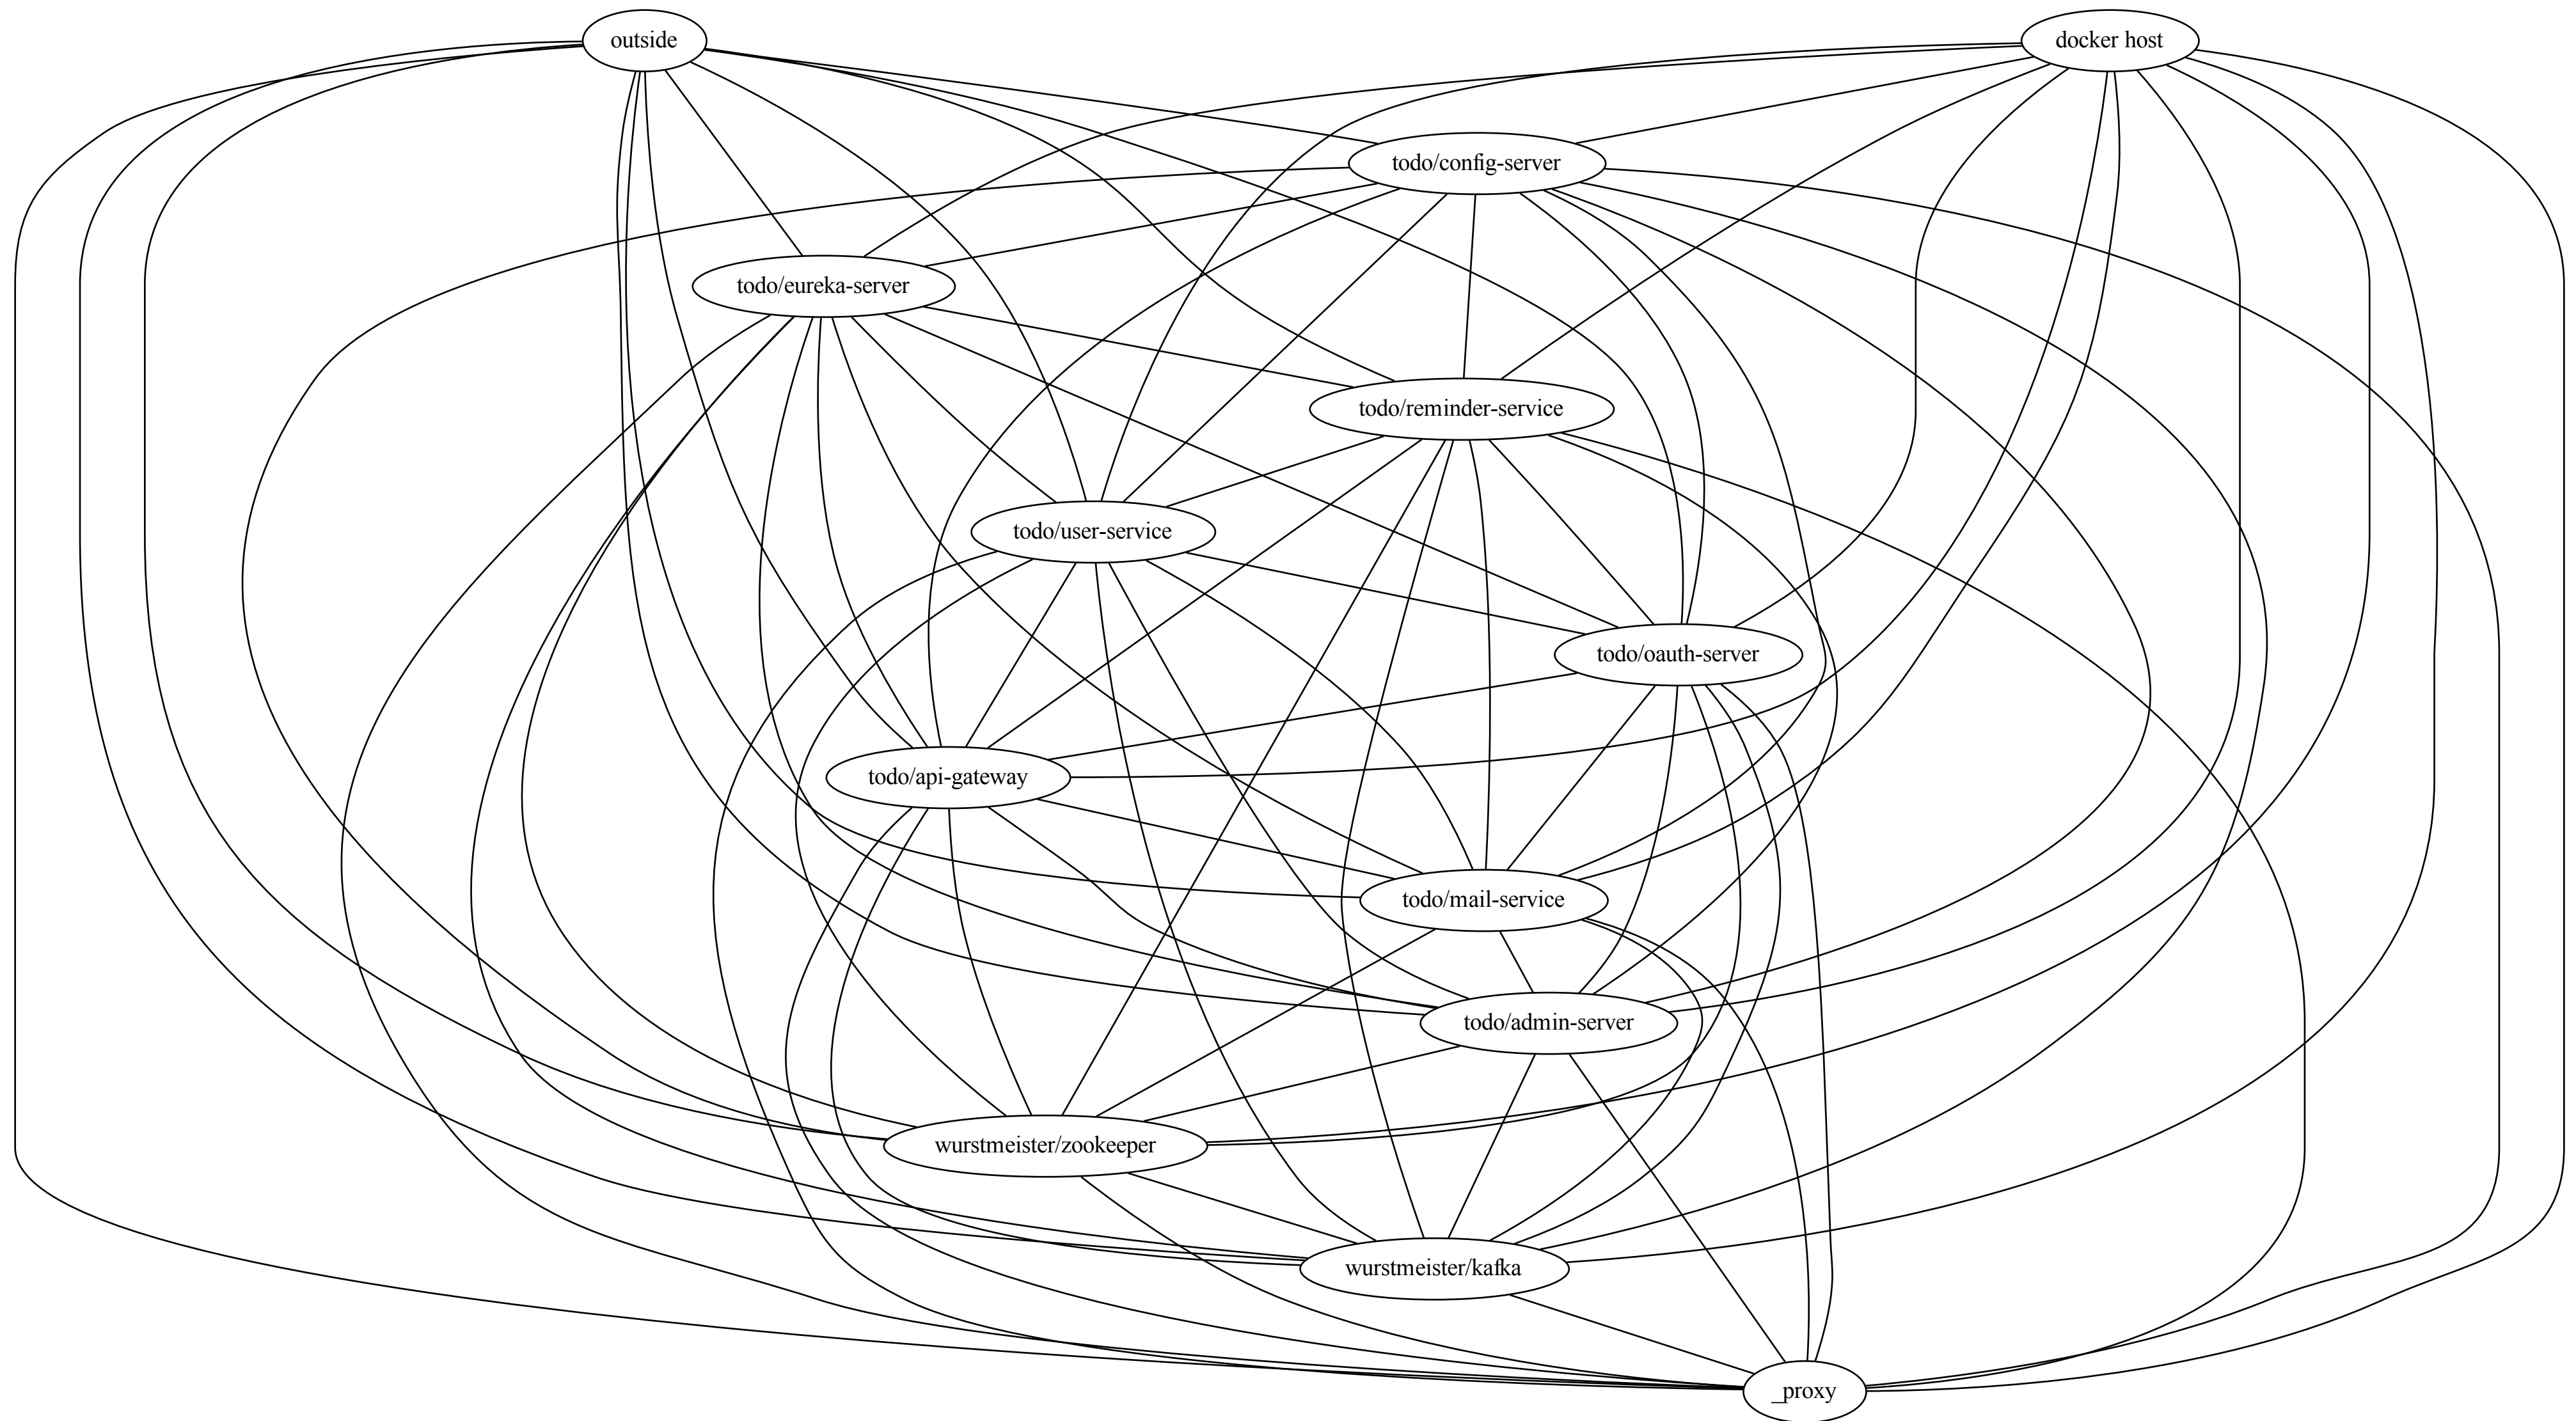 outside
docker host
todo/config-server
todo/eureka-server
todo/reminder-service
todo/user-service
todo/oauth-server
todo/api-gateway
todo/mail-service
todo/admin-server
wurstmeister/zookeeper
wurstmeister/kafka
_proxy